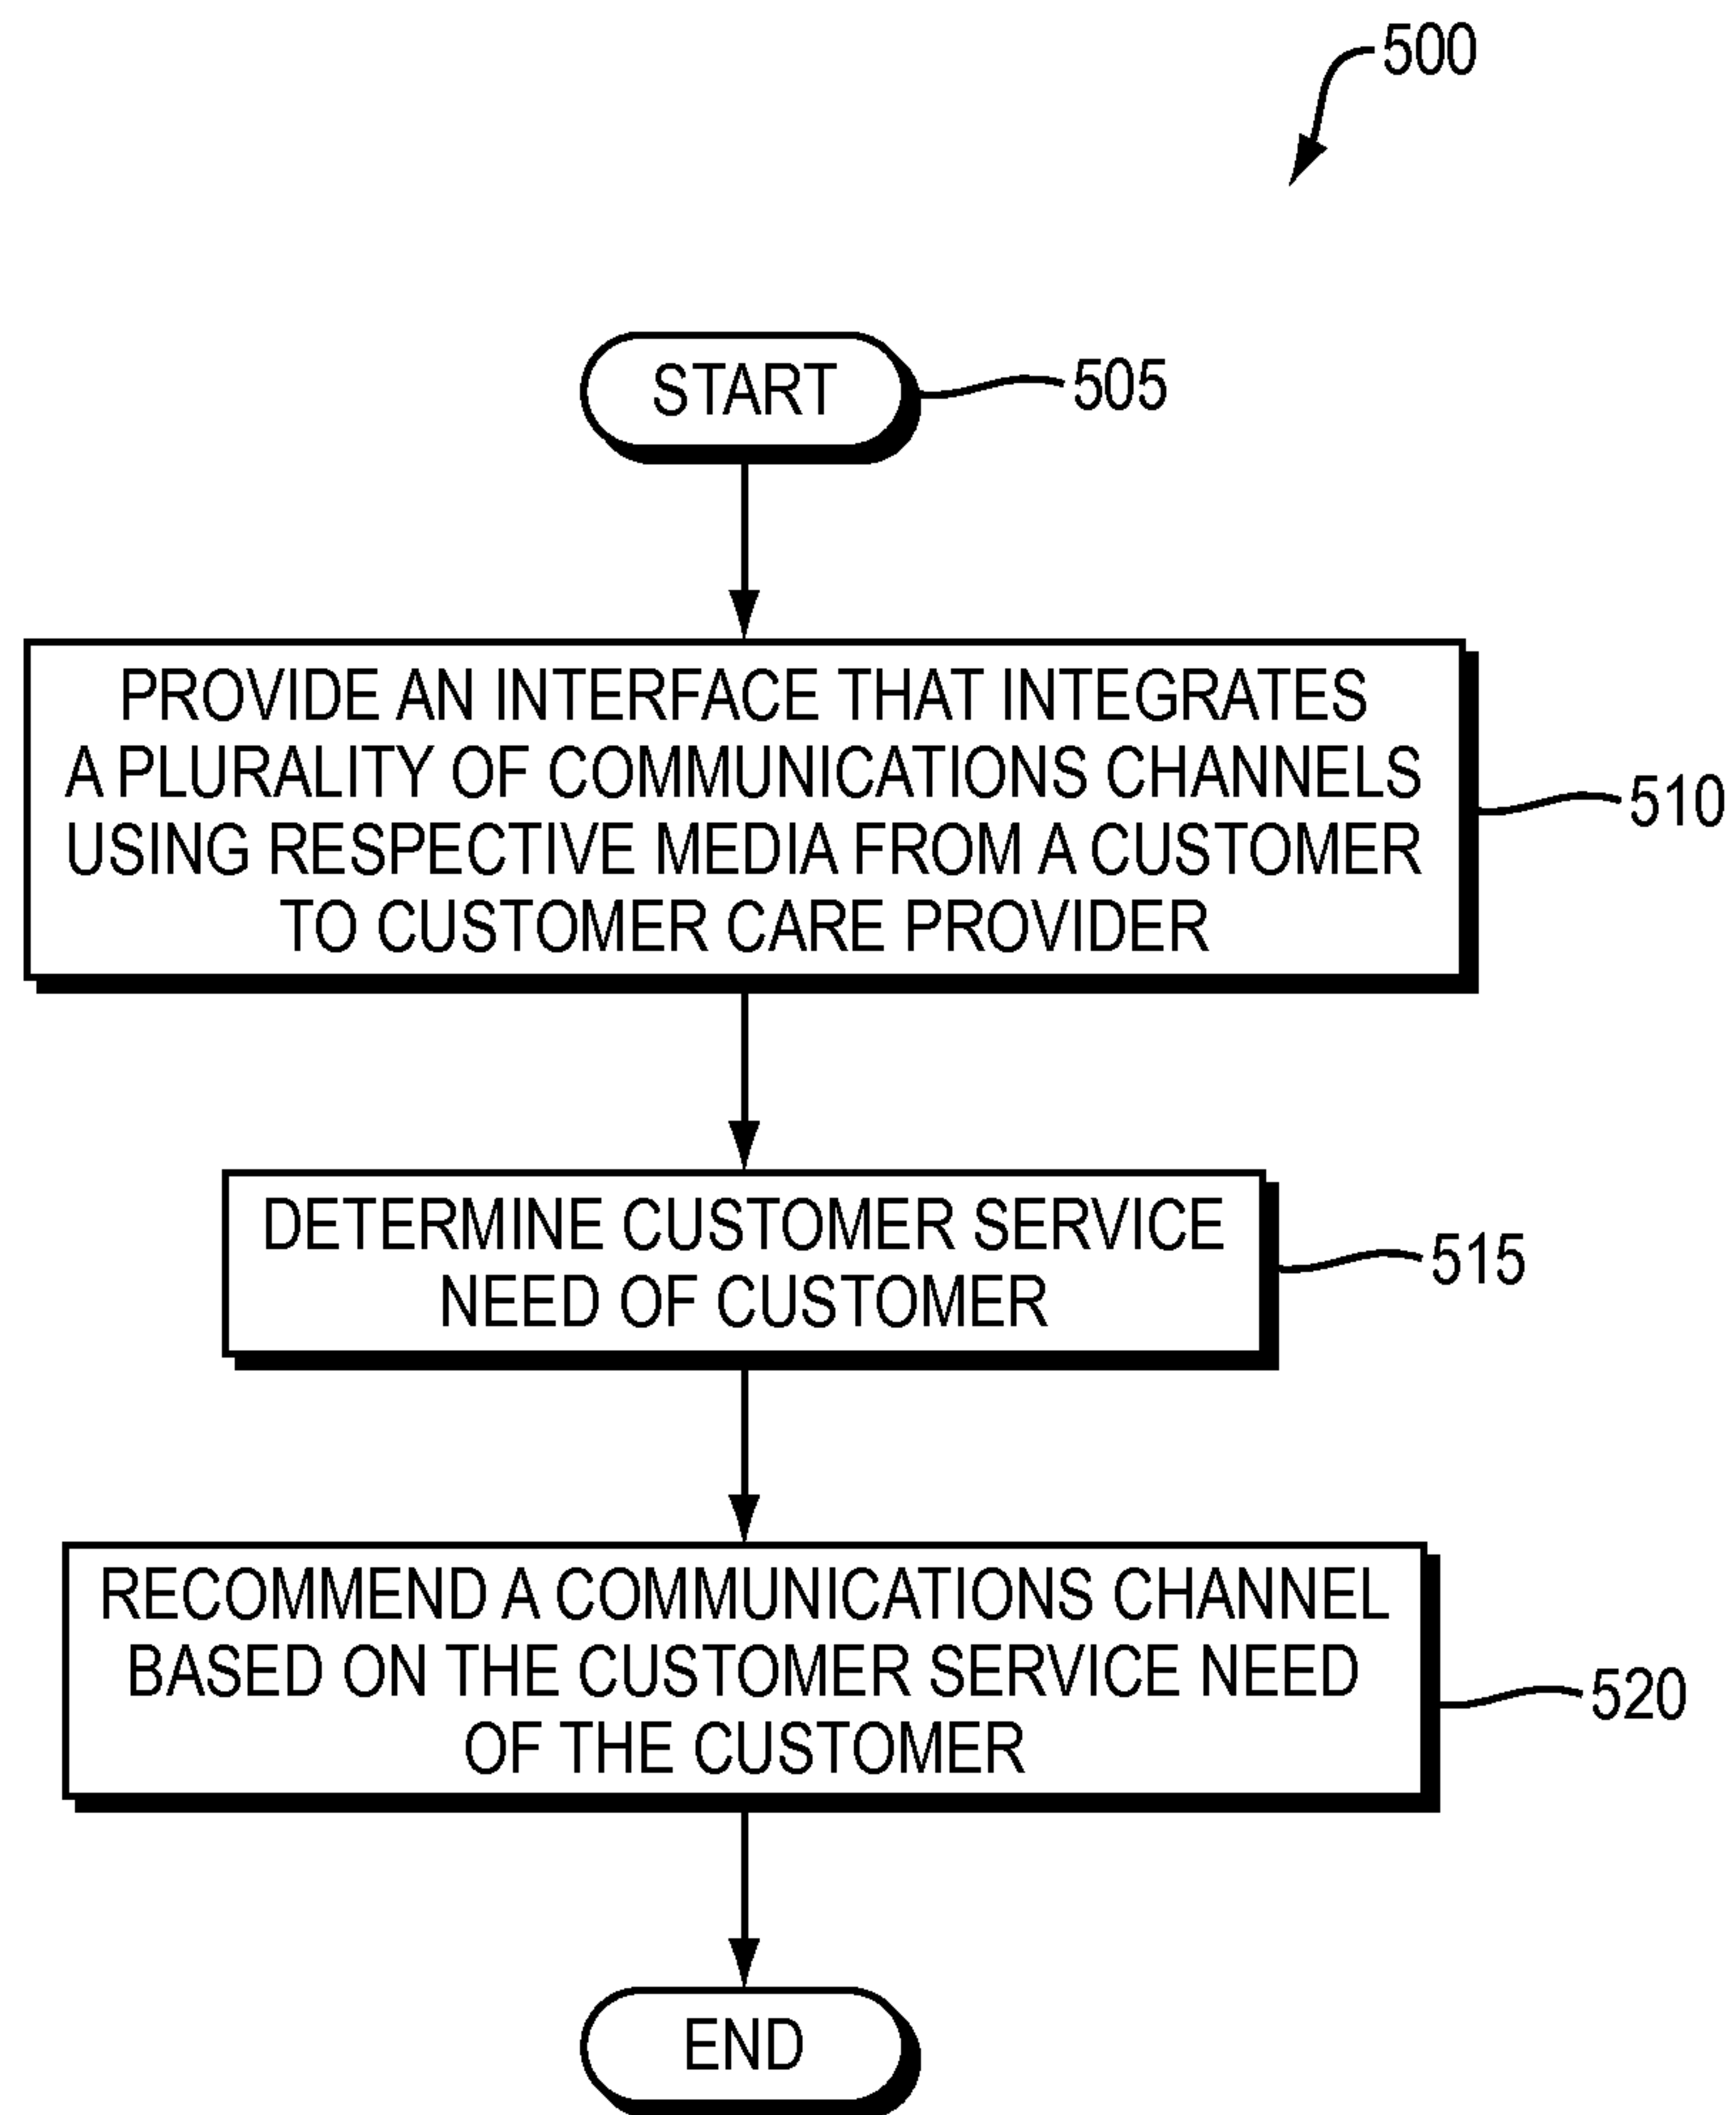 500
START
505
PROVIDE AN INTERFACE THAT INTEGRATES
A PLURALITY OF COMMUNICATIONS CHANNELS
USING RESPECTIVE MEDIA FROM A CUSTOMER
TO CUSTOMER CARE PROVIDER
510
DETERMINE CUSTOMER SERVICE
NEED OF CUSTOMER
515
RECOMMEND A COMMUNICATIONS CHANNEL
BASED ON THE CUSTOMER SERVICE NEED
OF THE CUSTOMER
520
END